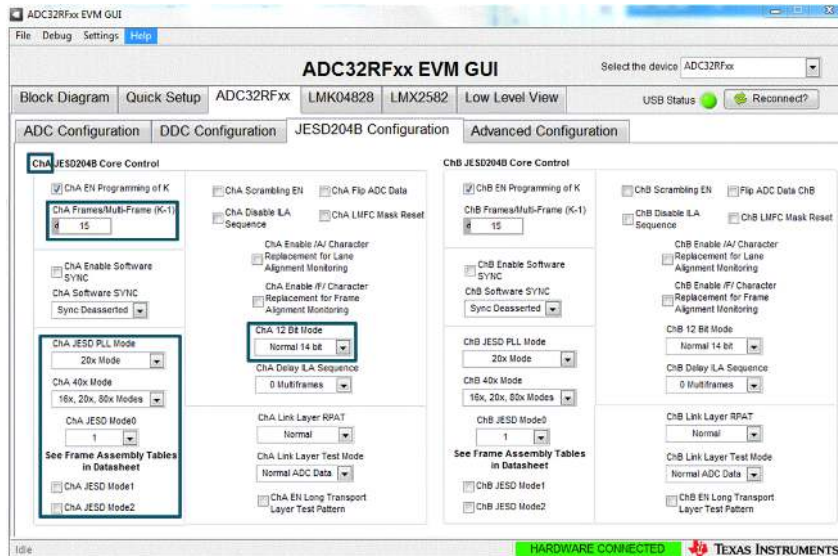 ADC32RFxx EVM GUI
File Debug Settings Help
ADC32RFxx EVM GUI
Select the device ADC32RFxx
Block Diagram Quick Setup ADC32RFxx LMK04828 LMX2582 Low Level View
USB Status Reconnect?
ADC Configuration DDC Configuration JESD204B Configuration Advanced Configuration
ChA JESD204B Core Control
ChA EN Programming of K
ChA Frames/Multi-Frame (K-1)
d 15
ChA Enable Software
SYNC
ChA Software SYNC
Sync Deasserted
ChA JESD PLL Mode
20x Mode
ChA 40x Mode
16x, 20x, 80x Modes
ChA JESD Mode0
1
See Frame Assembly Tables
in Datasheet
ChA JESD Mode1
ChA JESD Mode2
ChA Scrambling EN ChA Flip ADC Data
ChA Disable ILA
Sequence
ChA LMFC Mask Reset
ChA Enable /A/ Character
Replacement for Lane
Alignment Monitoring
ChA Enable /F/ Character
Replacement for Frame
Alignment Monitoring
ChA 12 Bit Mode
Normal 14 bit
ChA Delay ILA Sequence
0 Multiframes
ChA Link Layer RPAT
Normal
ChA Link Layer Test Mode
Normal ADC Data
ChA EN Long Transport
Layer Test Pattern
ChB JESD204B Core Control
ChB EN Programming of K
ChB Frames/Multi-Frame (K-1)
d 15
ChB Enable Software
SYNC
ChB Software SYNC
Sync Deasserted
ChB JESD PLL Mode
20x Mode
ChB 40x Mode
16x, 20x, 80x Modes
ChB JESD Mode0
1
See Frame Assembly Tables
in Datasheet
ChB JESD Mode1
ChB JESD Mode2
ChB Scrambling EN Flip ADC Data ChB
ChB Disable ILA
Sequence
ChB LMFC Mask Reset
ChB Enable /A/ Character
Replacement for Lane
Alignment Monitoring
ChB Enable /F/ Character
Replacement for Frame
Alignment Monitoring
ChB 12 Bit Mode
Normal 14 bit
ChB Delay ILA Sequence
0 Multiframes
ChB Link Layer RPAT
Normal
ChB Link Layer Test Mode
Normal ADC Data
ChB EN Long Transport
Layer Test Pattern
Idle
HARDWARE CONNECTED
TEXAS INSTRUMENTS